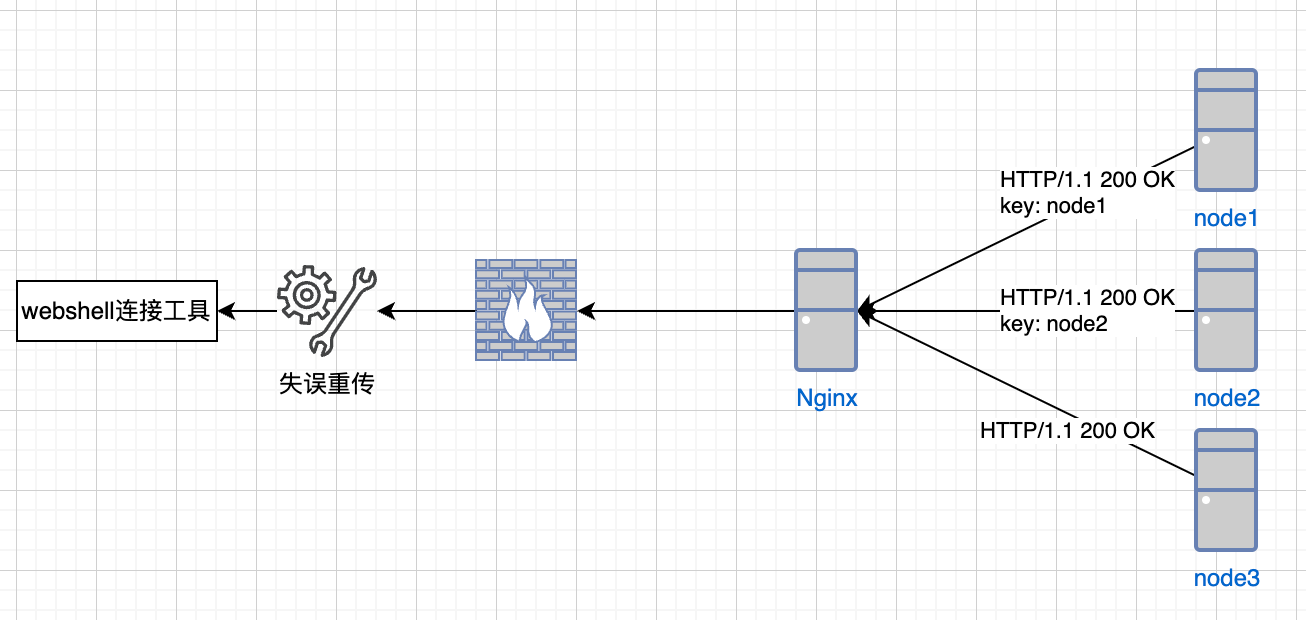 HTTP/1.1 200 OK
key: node1
node1
webshell连接工具
失误重传
Nginx
HTTP/1.1 200 OK
key: node2
node2
HTTP/1.1 200 OK
node3